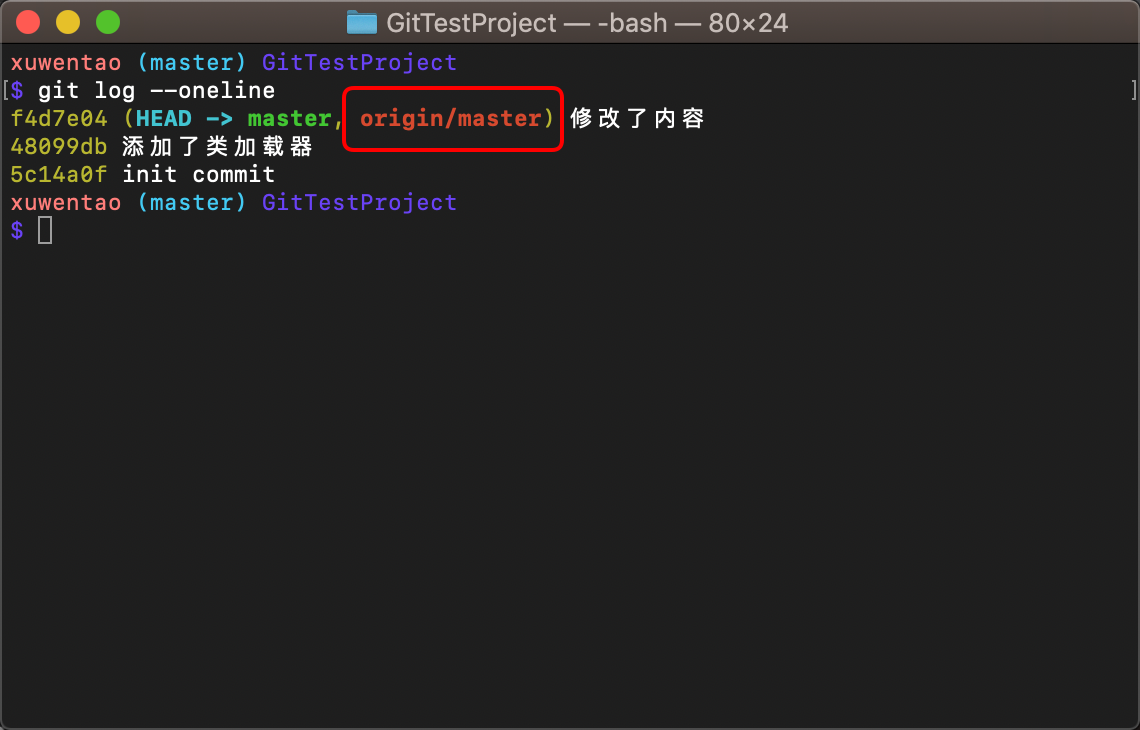 GitTestProject — -bash — 80×24
xuwentao (master) GitTestProject
[$ git log --oneline ]
f4d7e04 (HEAD -> master, origin/master) 修改了内容
48099db 添加了类加载器
5c14a0f init commit
xuwentao (master) GitTestProject
$